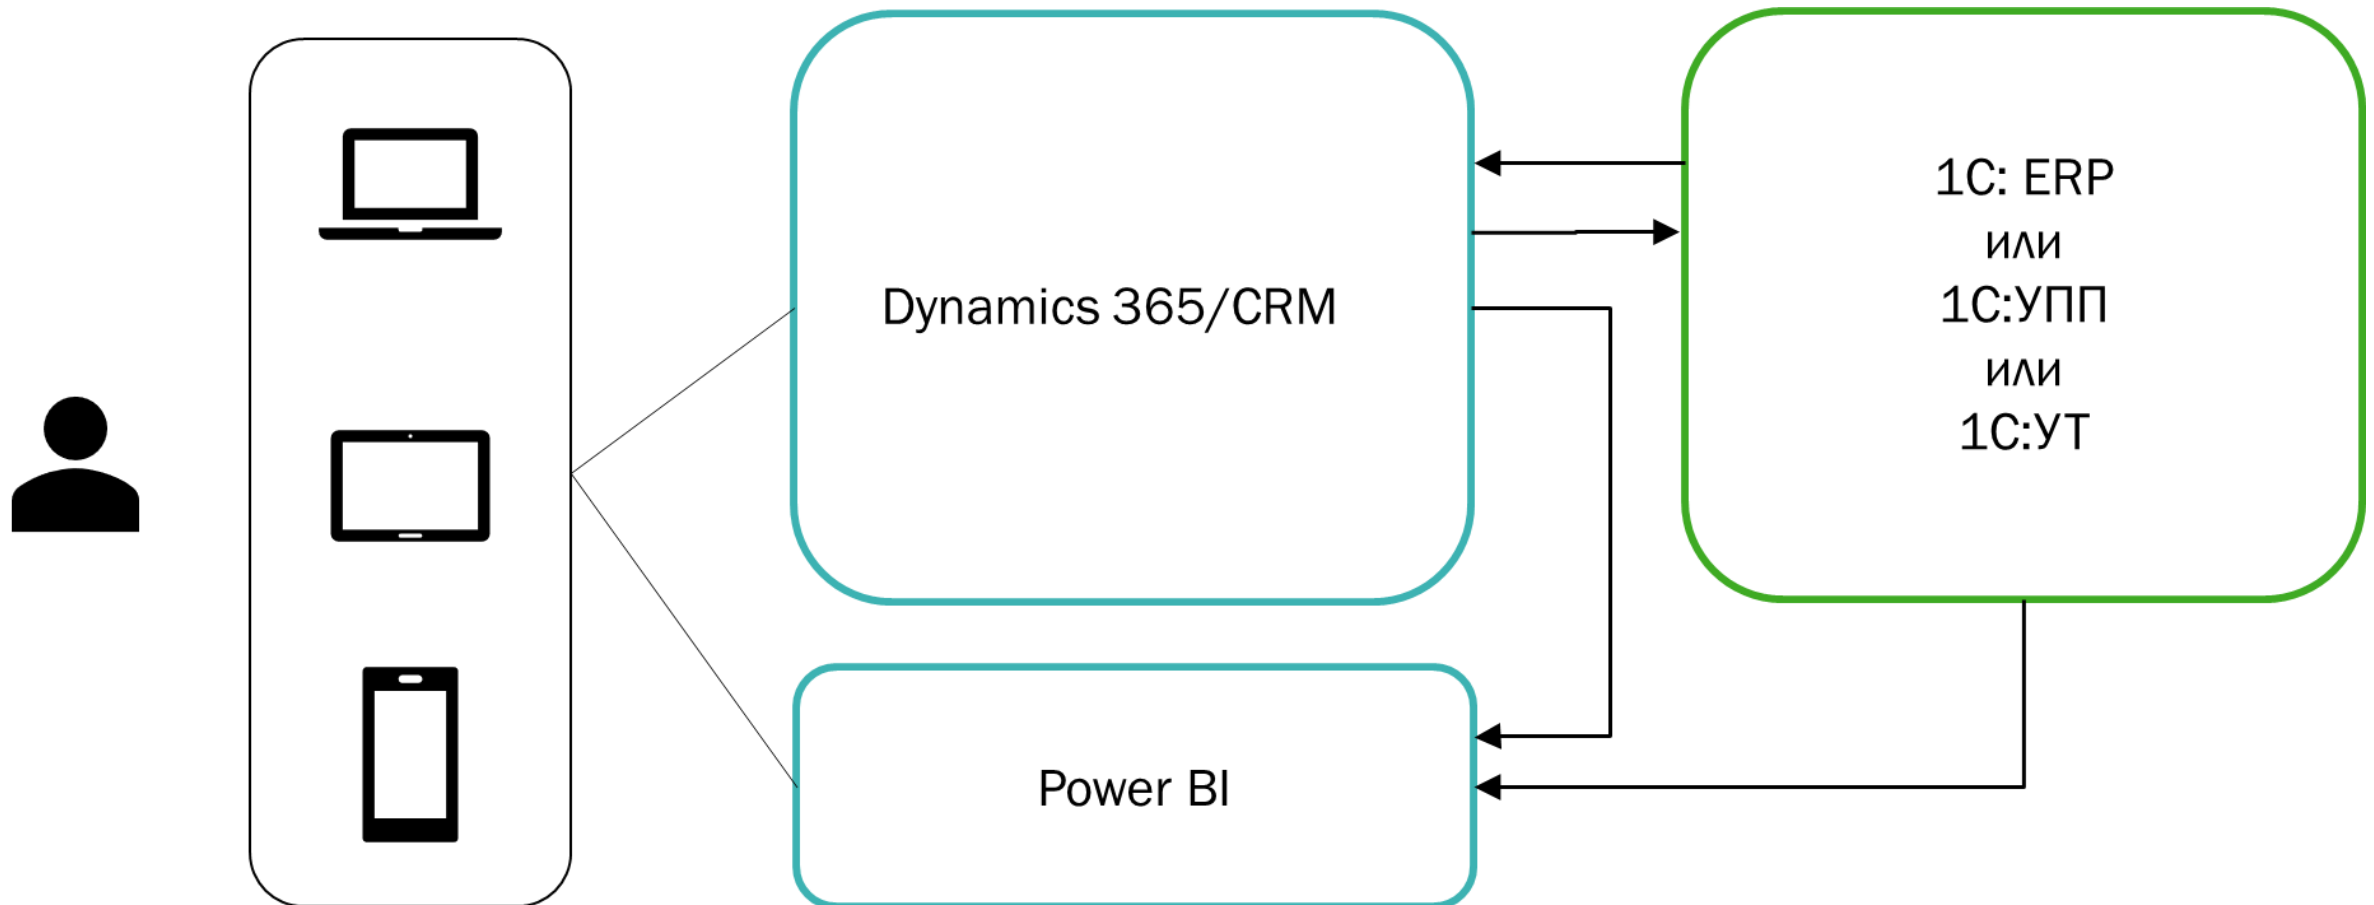 Dynamics 365/CRM
1С: ERP
или
1С:УПП
или
1С:УТ
Power BI